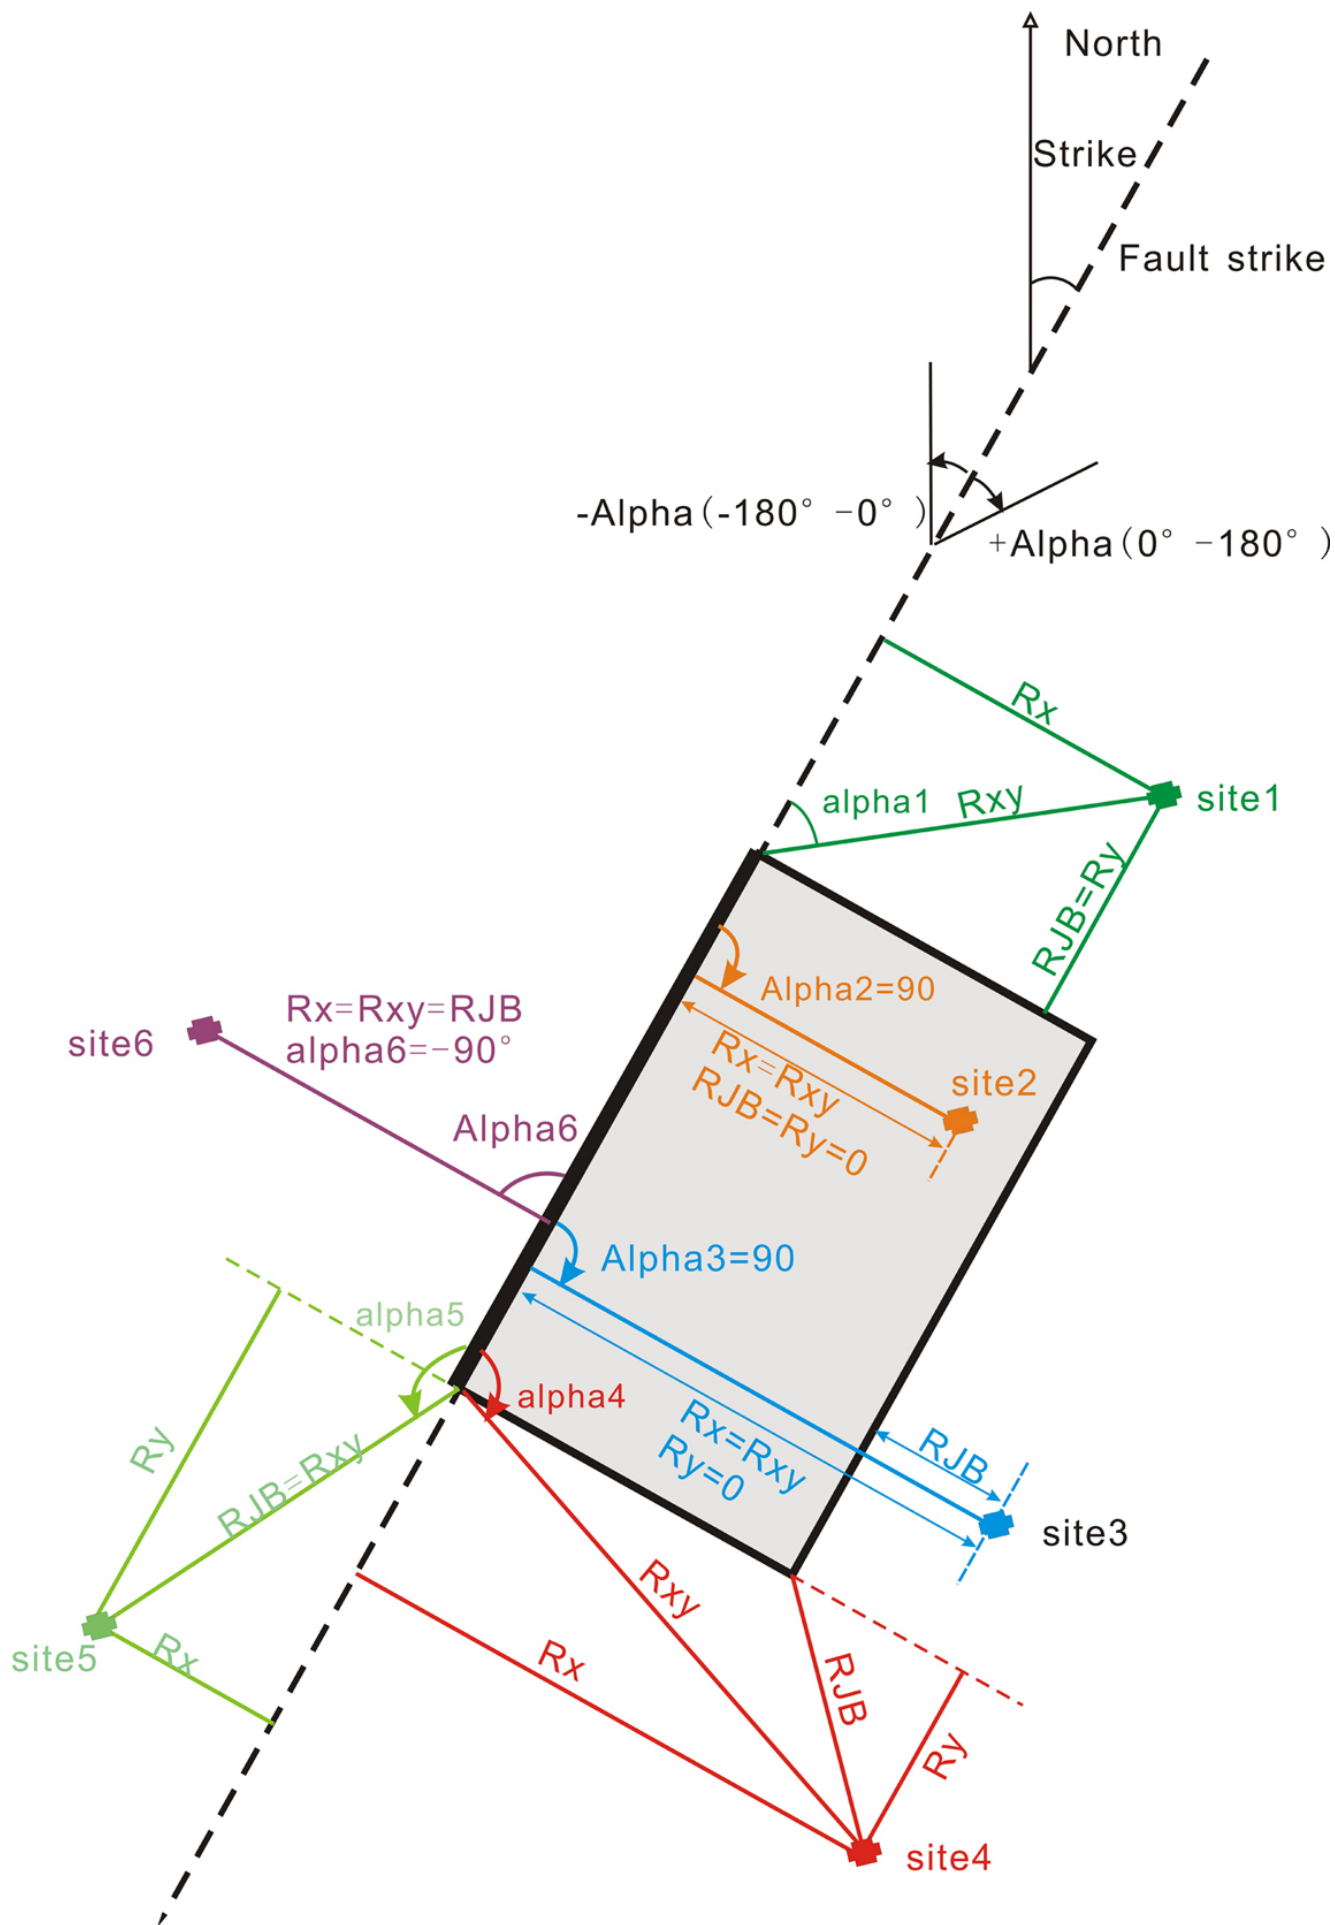 North
Strike
Fault strike
-Alpha(-180° -0° )
+Alpha(0° -180° )
Rx
alpha1
Rxy
site1
RJB=Ry
Alpha2=90
Rx=Rxy
RJB=Ry=0
site2
Rx=Rxy=RJB
alpha6=-90°
site6
Alpha6
Alpha3=90
alpha5
alpha4
Rx=Rxy
Ry=0
RJB
site3
Ry
RJB=Rxy
site5
Rx
Rxy
Rx
RJB
Ry
site4